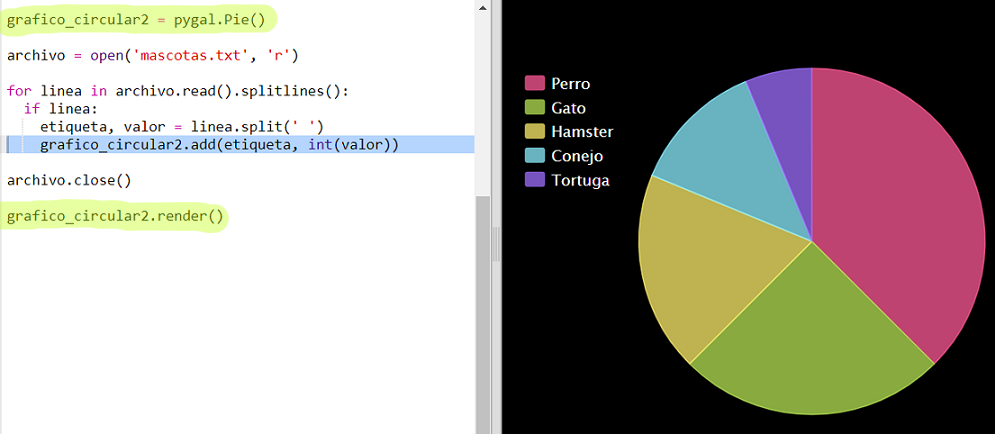 grafico_circular2 = pygal.Pie()
archivo = open('mascotas.txt', 'r')
for linea in archivo.read().splitlines():
if linea:
etiqueta, valor = linea.split(' ')
grafico_circular2.add(etiqueta, int(valor))
archivo.close()
grafico_circular2.render()
Perro
Gato
Hamster
Conejo
Tortuga